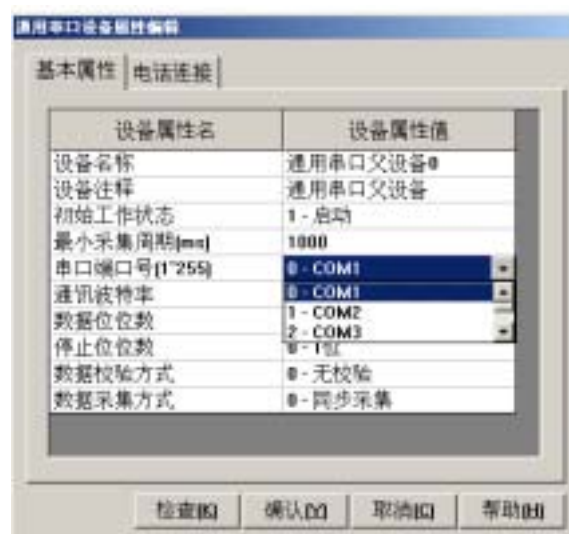 通用串口设备属性编辑
基本属性 电话连接
设备属性名 设备属性值
设备名称 通用串口父设备0
设备注释 通用串口父设备
初始工作状态 1 - 启动
最小采集周期(ms) 1000
串口端口号(1~255) 0 - COM1
通讯波特率 0 - COM1
数据位位数 1 - COM2
2 - COM3
停止位位数 0 - 1位
数据校验方式 0 - 无校验
数据采集方式 0 - 同步采集
检查(K) 确认(Y) 取消(C) 帮助(H)